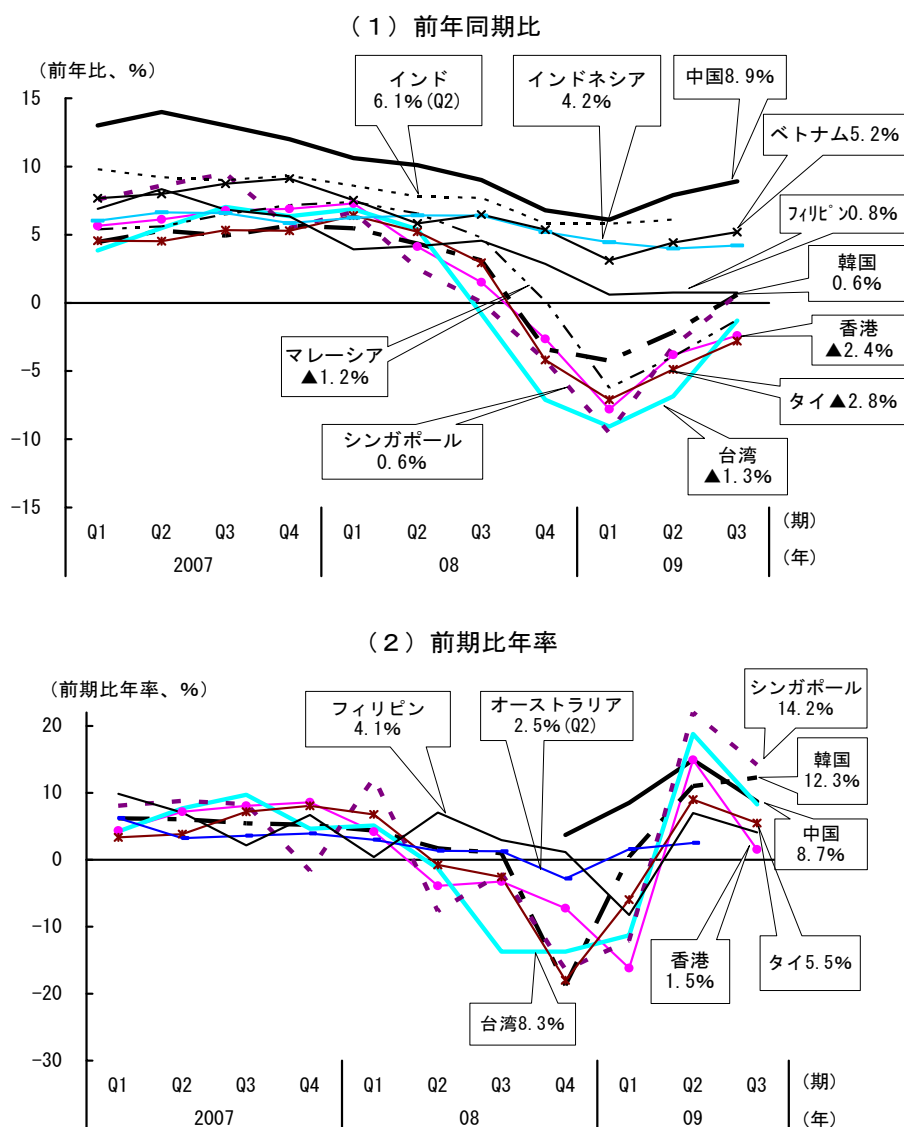 (1)前年同期比
(前年比、%)
インド
6.1%(Q2)
インドネシア
4.2%
中国8.9%
ベトナム5.2%
フィリピン0.8%
韓国
0.6%
香港
▲2.4%
タイ▲2.8%
台湾
▲1.3%
マレーシア
▲1.2%
シンガポール
0.6%
15
10
5
0
-5
-10
-15
Q1 Q2 Q3 Q4 Q1 Q2 Q3 Q4 Q1 Q2 Q3 (期)
2007 08 09 (年)
(2)前期比年率
(前期比年率、%)
フィリピン
4.1%
オーストラリア
2.5%(Q2)
シンガポール
14.2%
韓国
12.3%
中国
8.7%
タイ5.5%
香港
1.5%
台湾8.3%
20
10
0
-10
-20
-30
Q1 Q2 Q3 Q4 Q1 Q2 Q3 Q4 Q1 Q2 Q3 (期)
2007 08 09 (年)